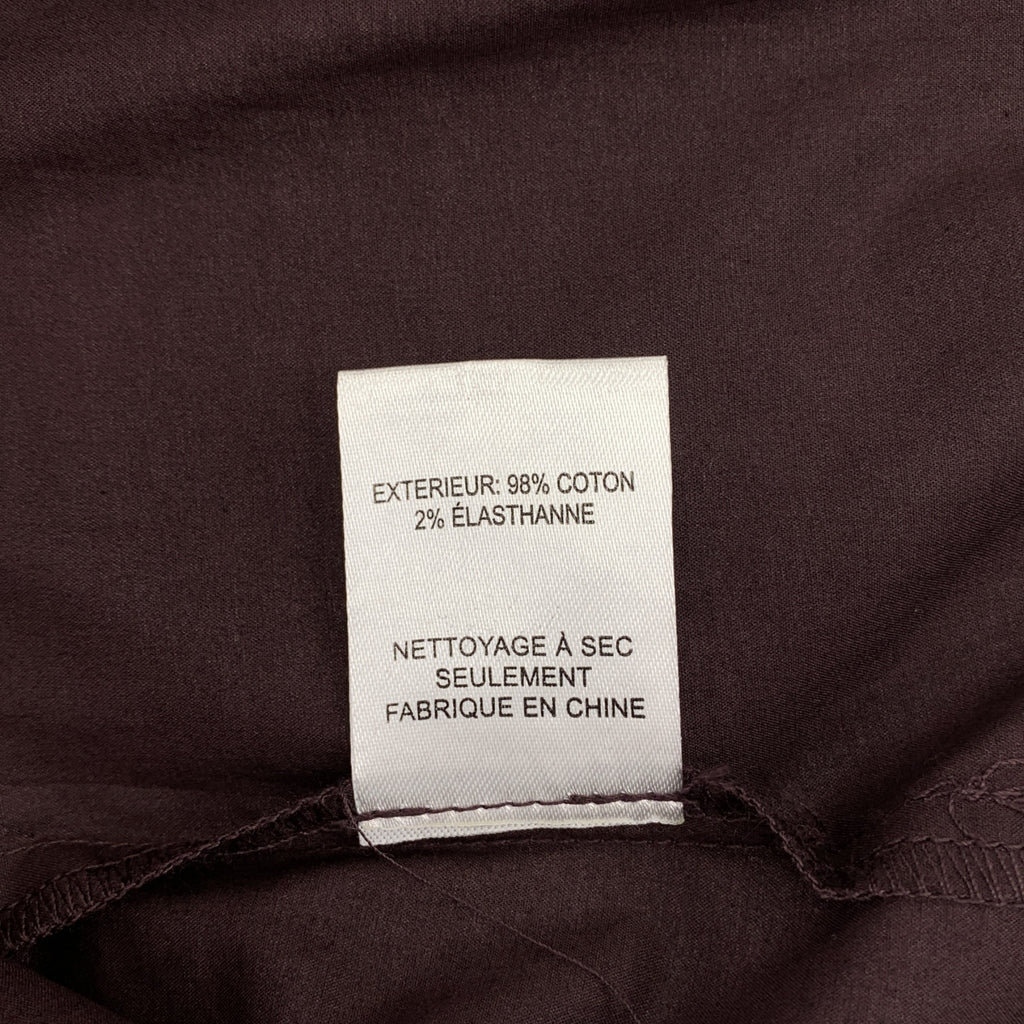 EXTERIEUR: 98% COTON
2% ÉLASTHANNE
NETTOYAGE À SEC
SEULEMENT
FABRIQUE EN CHINE